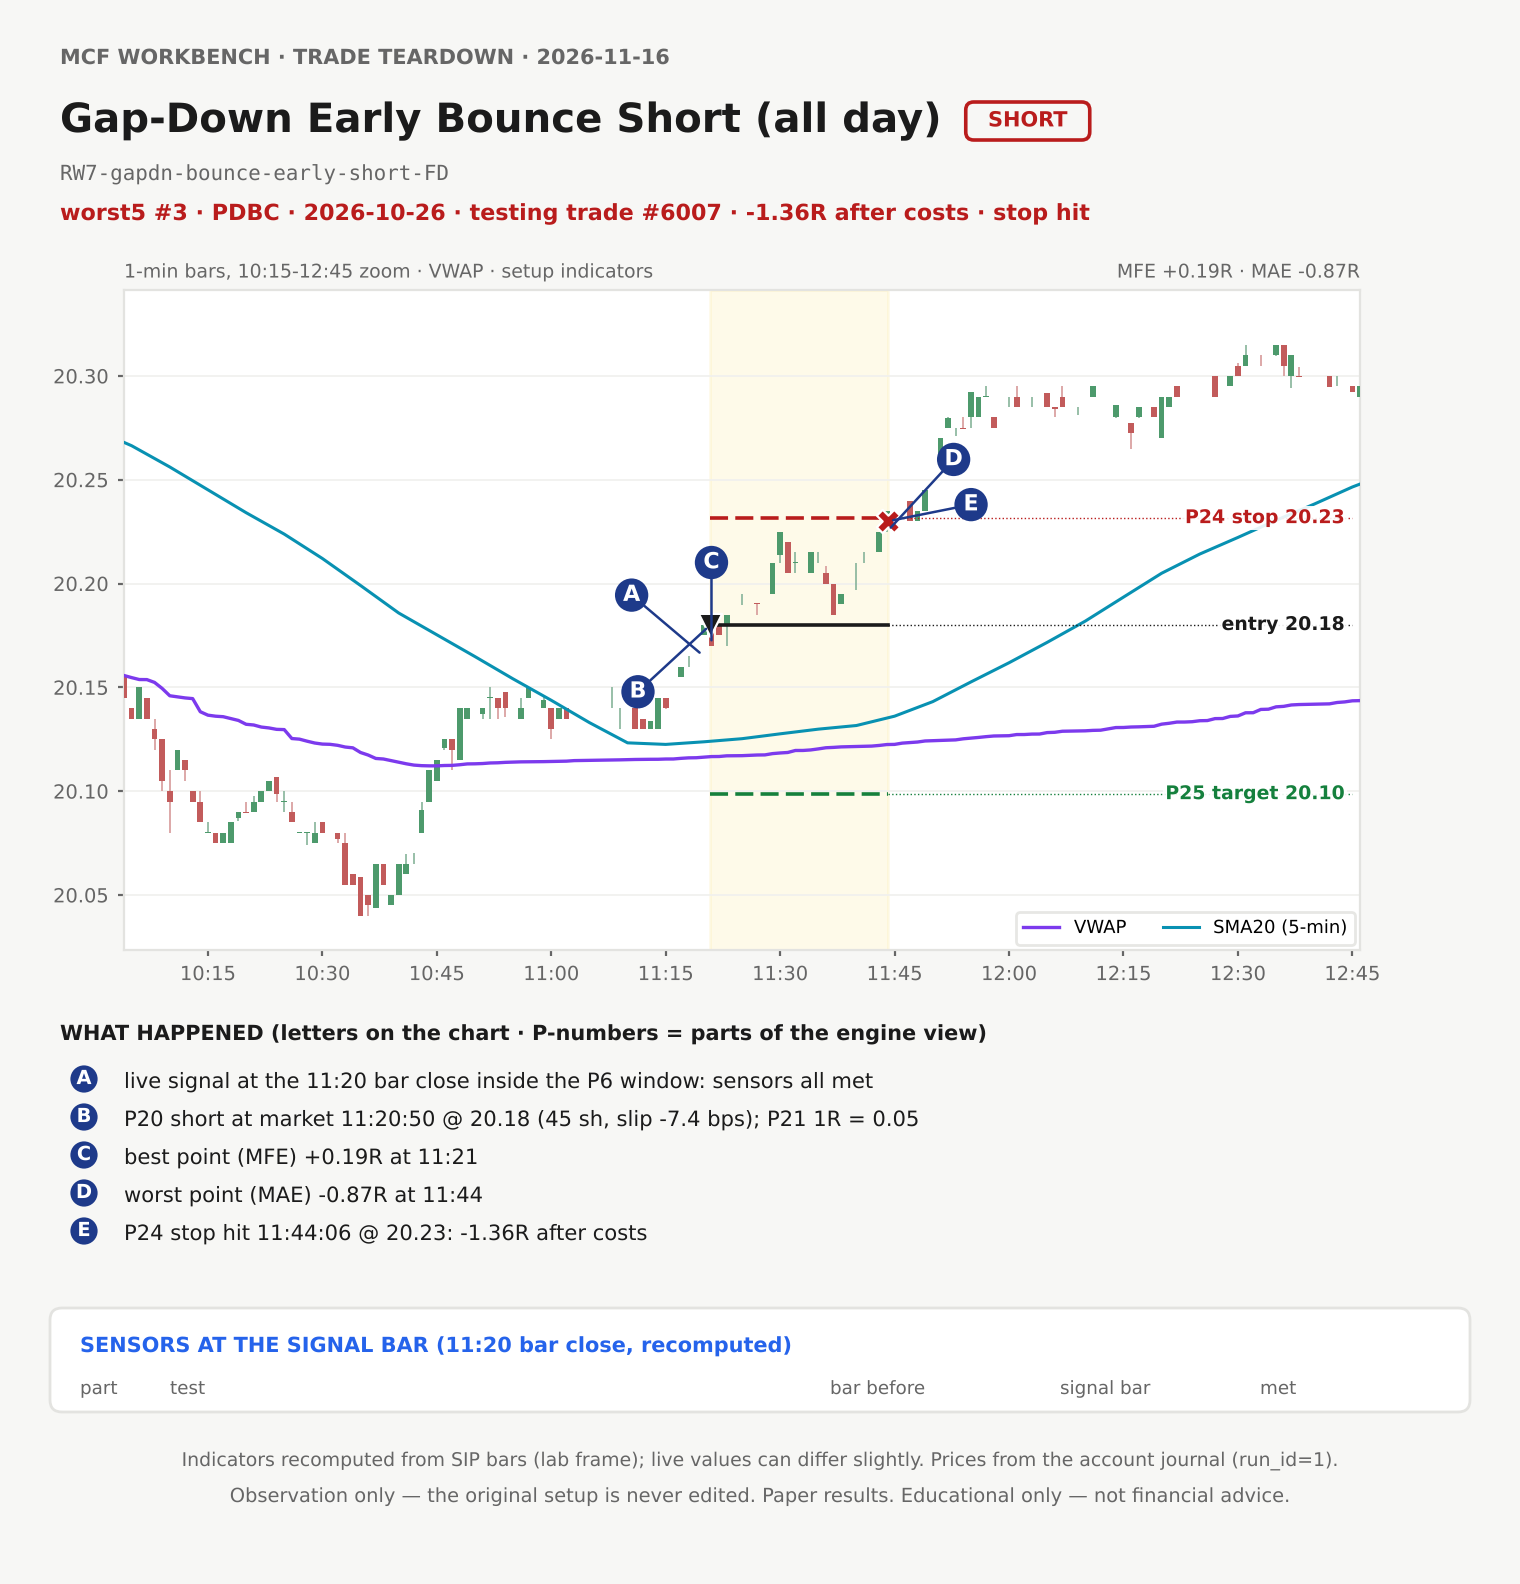 MCF WORKBENCH · TRADE TEARDOWN · 2026-11-16
Gap-Down Early Bounce Short (all day) SHORT
RW7-gapdn-bounce-early-short-FD
worst5 #3 · PDBC · 2026-10-26 · testing trade #6007 · -1.36R after costs · stop hit
1-min bars, 10:15-12:45 zoom · VWAP · setup indicators MFE +0.19R · MAE -0.87R
20.30
20.25
20.20
20.15
20.10
20.05
D
E
P24 stop 20.23
C
A
entry 20.18
B
P25 target 20.10
VWAP SMA20 (5-min)
10:15 10:30 10:45 11:00 11:15 11:30 11:45 12:00 12:15 12:30 12:45
WHAT HAPPENED (letters on the chart · P-numbers = parts of the engine view)
A live signal at the 11:20 bar close inside the P6 window: sensors all met
B P20 short at market 11:20:50 @ 20.18 (45 sh, slip -7.4 bps); P21 1R = 0.05
C best point (MFE) +0.19R at 11:21
D worst point (MAE) -0.87R at 11:44
E P24 stop hit 11:44:06 @ 20.23: -1.36R after costs
SENSORS AT THE SIGNAL BAR (11:20 bar close, recomputed)
part test bar before signal bar met
Indicators recomputed from SIP bars (lab frame); live values can differ slightly. Prices from the account journal (run_id=1).
Observation only — the original setup is never edited. Paper results. Educational only — not financial advice.